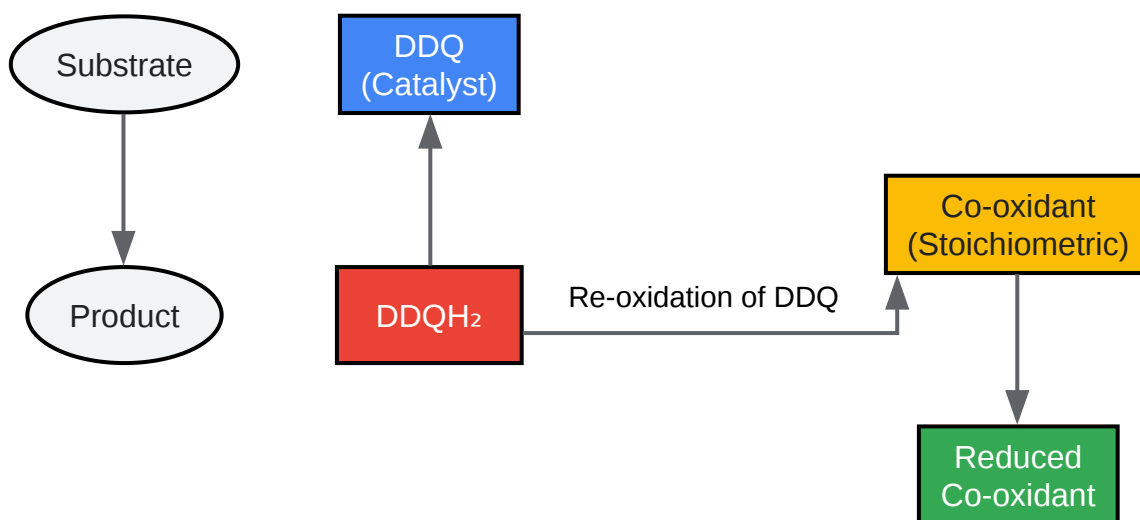 Substrate
DDQ
(Catalyst)
Co-oxidant
(Stoichiometric)
Product
DDQH₂
Re-oxidation of DDQ
Reduced
Co-oxidant